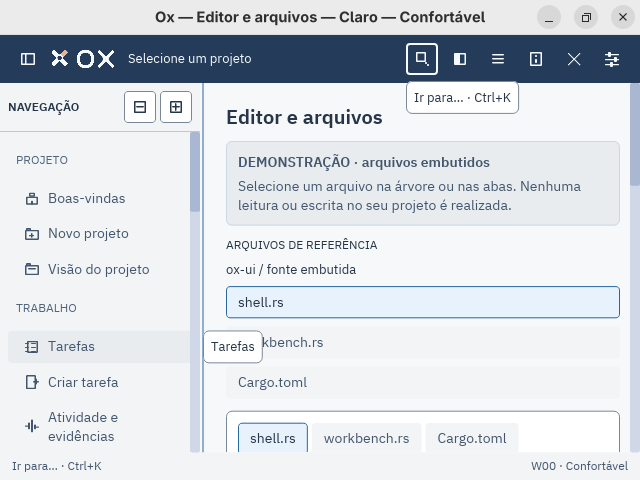 Ox — Editor e arquivos — Claro — Confortável
OX
Selecione um projeto
Ir para... · Ctrl+K
NAVEGAÇÃO
PROJETO
Boas-vindas
Novo projeto
Visão do projeto
TRABALHO
Tarefas
Tarefas
Criar tarefa
Atividade e
evidências
Editor e arquivos
DEMONSTRAÇÃO · arquivos embutidos
Selecione um arquivo na árvore ou nas abas. Nenhuma
leitura ou escrita no seu projeto é realizada.
ARQUIVOS DE REFERÊNCIA
ox-ui / fonte embutida
shell.rs
kbench.rs
Cargo.toml
shell.rs workbench.rs Cargo.toml
Ir para... · Ctrl+K
W00 · Confortável